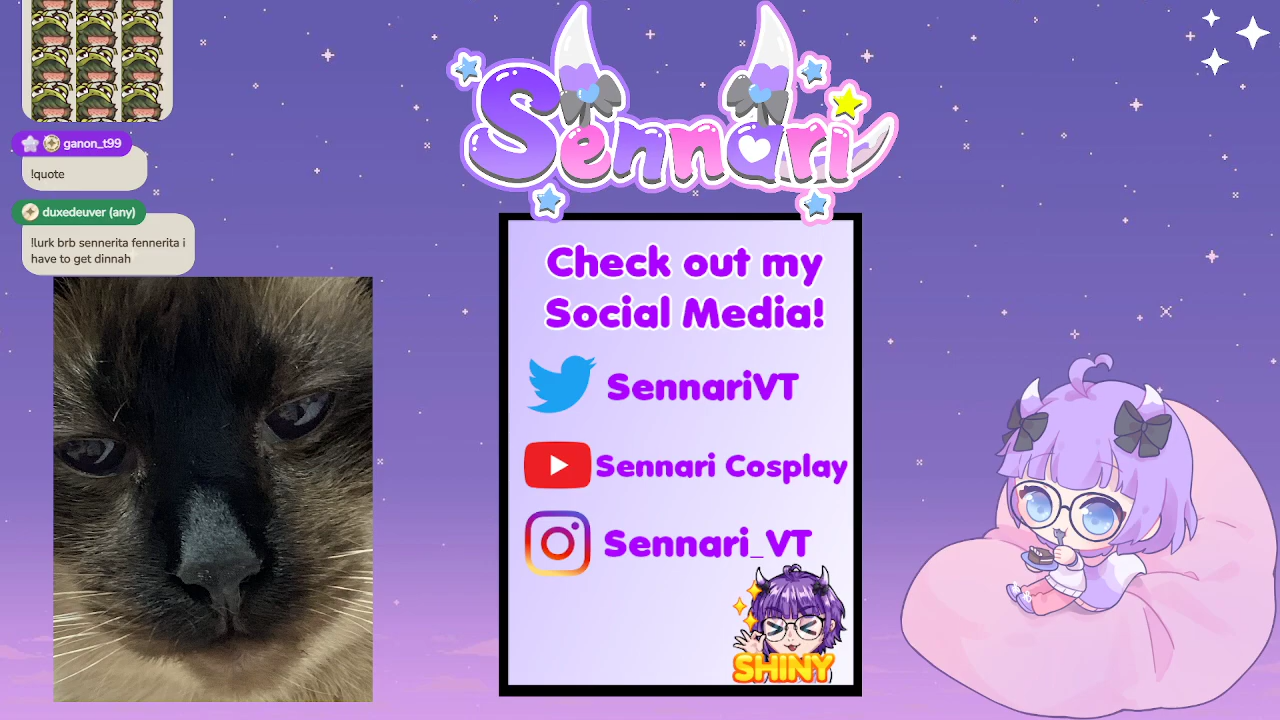 ganon_t99
!quote
duxedeuver (any)
!lurk brb sennerita fennerita i
have to get dinnah
Sennari
Check out my
Social Media!
SennariVT
Sennari Cosplay
Sennari_VT
SHINY